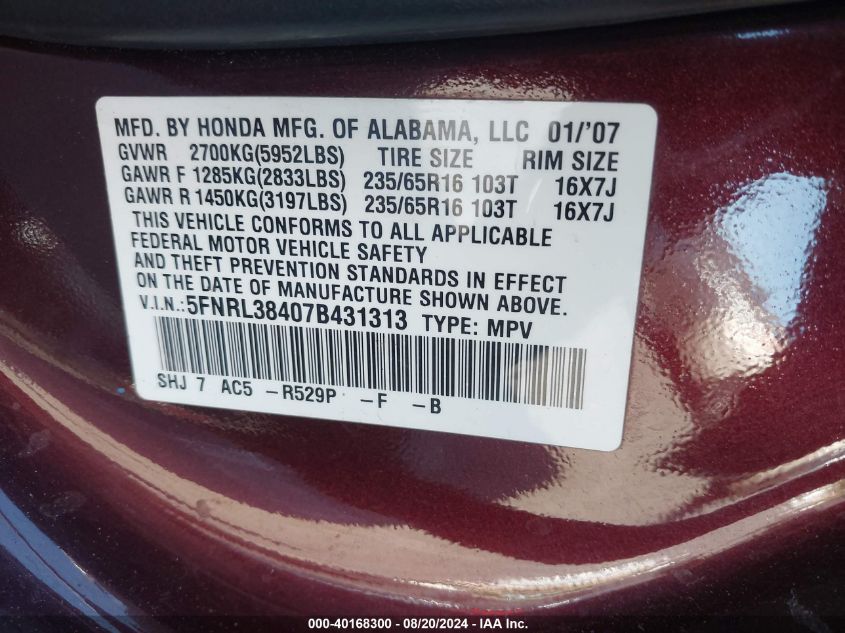 MFD. BY HONDA MFG. OF ALABAMA, LLC 01/'07
GVWR 2700KG(5952LBS) TIRE SIZE RIM SIZE
GAWR F 1285KG(2833LBS) 235/65R16 103T 16X7J
GAWR R 1450KG(3197LBS) 235/65R16 103T 16X7J
THIS VEHICLE CONFORMS TO ALL APPLICABLE
FEDERAL MOTOR VEHICLE SAFETY
AND THEFT PREVENTION STANDARDS IN EFFECT
ON THE DATE OF MANUFACTURE SHOWN ABOVE.
V.I.N.:5FNRL38407B431313 TYPE: MPV
SHJ 7 AC5 -R529P -F -B
000-40168300 - 08/20/2024 - IAA Inc.